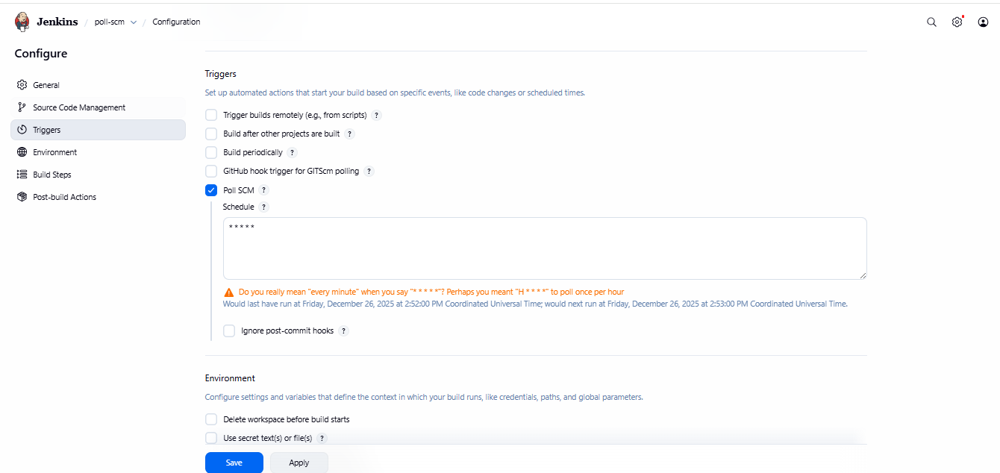 Jenkins / poll-scm / Configuration
Configure
General
Source Code Management
Triggers
Environment
Build Steps
Post-build Actions
Triggers
Set up automated actions that start your build based on specific events, like code changes or scheduled times.
Trigger builds remotely (e.g., from scripts) ?
Build after other projects are built ?
Build periodically ?
GitHub hook trigger for GITScm polling ?
Poll SCM ?
Schedule ?
* * * * *
Do you really mean "every minute" when you say "* * * * *"? Perhaps you meant "H * * * *" to poll once per hour
Would last have run at Friday, December 26, 2025 at 2:52:00 PM Coordinated Universal Time; would next run at Friday, December 26, 2025 at 2:53:00 PM Coordinated Universal Time.
Ignore post-commit hooks ?
Environment
Configure settings and variables that define the context in which your build runs, like credentials, paths, and global parameters.
Delete workspace before build starts
Use secret text(s) or file(s) ?
Save Apply